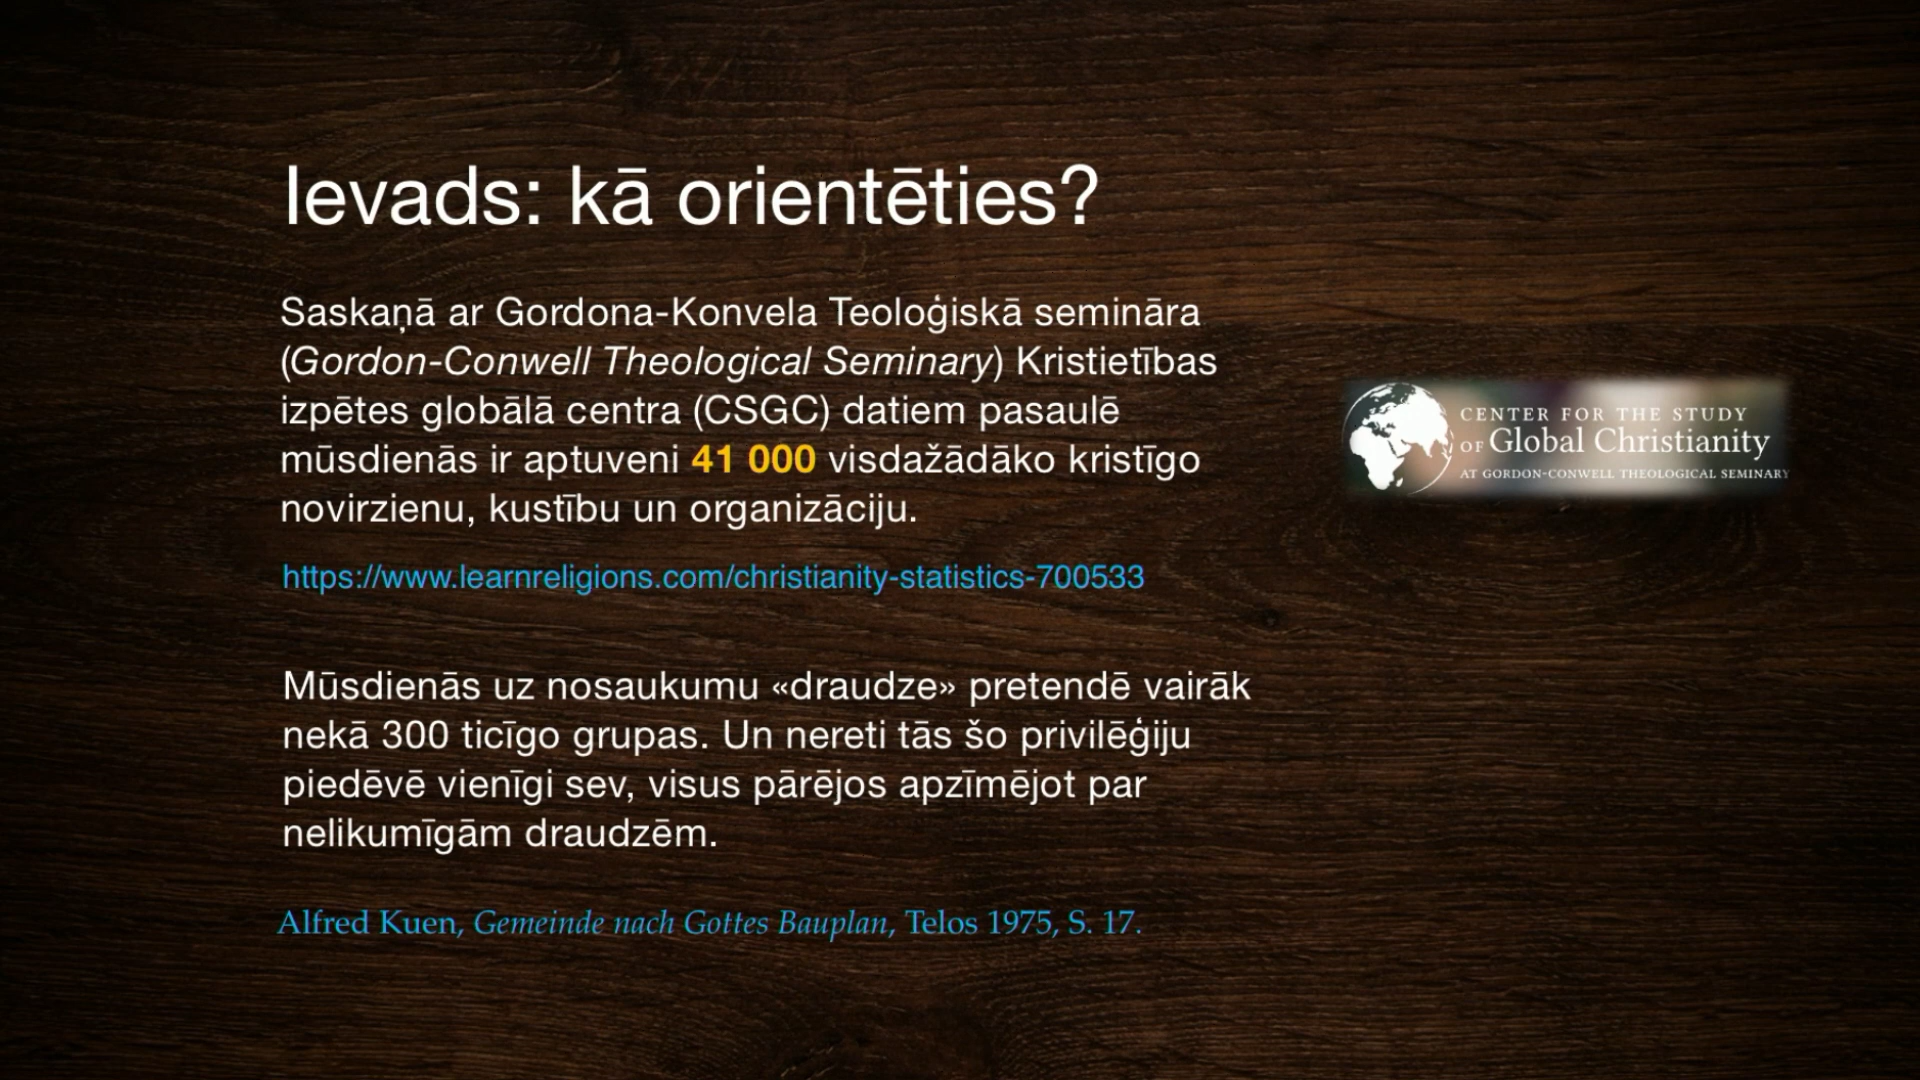 Ievads: kā orientēties?
Saskaņā ar Gordona-Konvela Teoloģiskā semināra
(Gordon-Conwell Theological Seminary) Kristietības
izpētes globālā centra (CSGC) datiem pasaulē
mūsdienās ir aptuveni 41 000 visdažādāko kristīgo
novirzienu, kustību un organizāciju.
https://www.learnreligions.com/christianity-statistics-700533
CENTER FOR THE STUDY
OF Global Christianity
AT GORDON-CONWELL THEOLOGICAL SEMINARY
Mūsdienās uz nosaukumu «draudze» pretendē vairāk
nekā 300 ticīgo grupas. Un nereti tās šo privilēģiju
piedēvē vienīgi sev, visus pārējos apzīmējot par
nelikumīgām draudzēm.
Alfred Kuen, Gemeinde nach Gottes Bauplan, Telos 1975, S. 17.